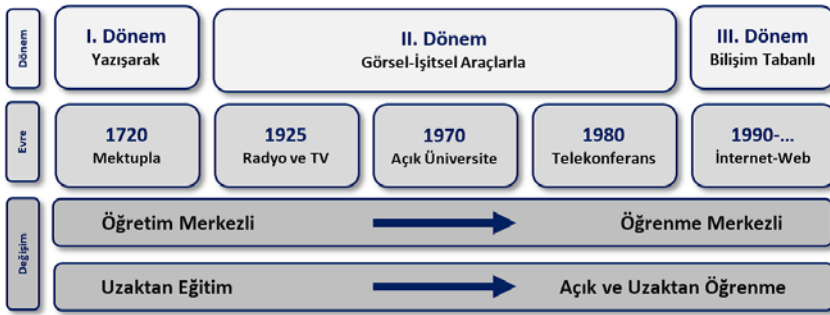 Dönem
I. Dönem
Yazışarak
II. Dönem
Görsel-İşitsel Araçlarla
III. Dönem
Bilişim Tabanlı
Evre
1720
Mektupla
1925
Radyo ve TV
1970
Açık Üniversite
1980
Telekonferans
1990-...
İnternet-Web
Değişim
Öğretim Merkezli
Öğrenme Merkezli
Uzaktan Eğitim
Açık ve Uzaktan Öğrenme